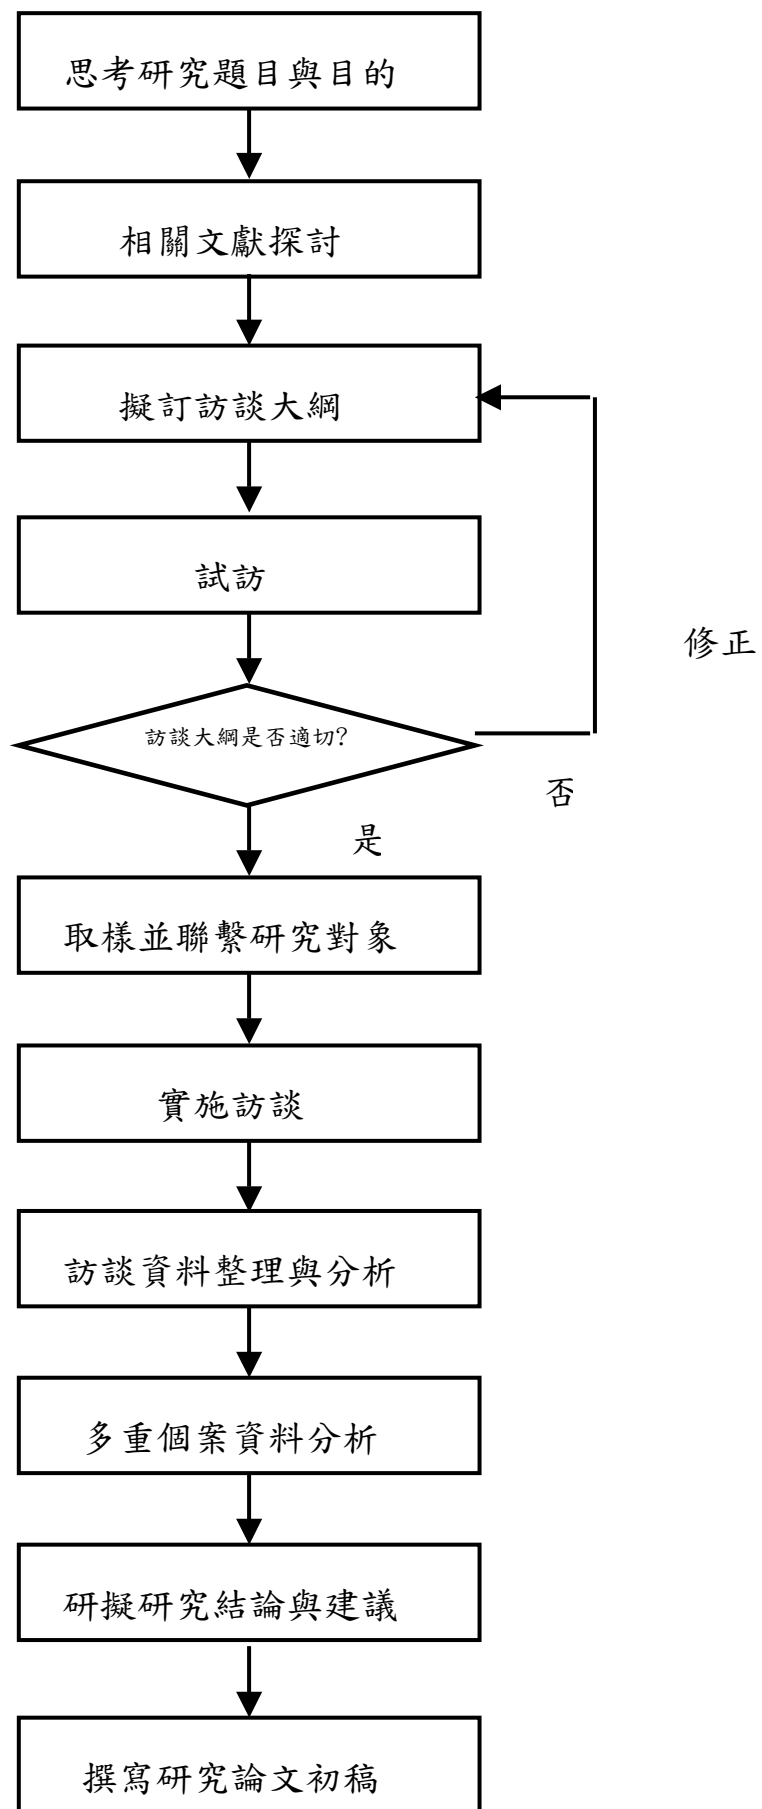 思考研究題目與目的
相關文獻探討
擬訂訪談大綱
試訪
修正
訪談大綱是否適切?
否
是
取樣並聯繫研究對象
實施訪談
訪談資料整理與分析
多重個案資料分析
研擬研究結論與建議
撰寫研究論文初稿